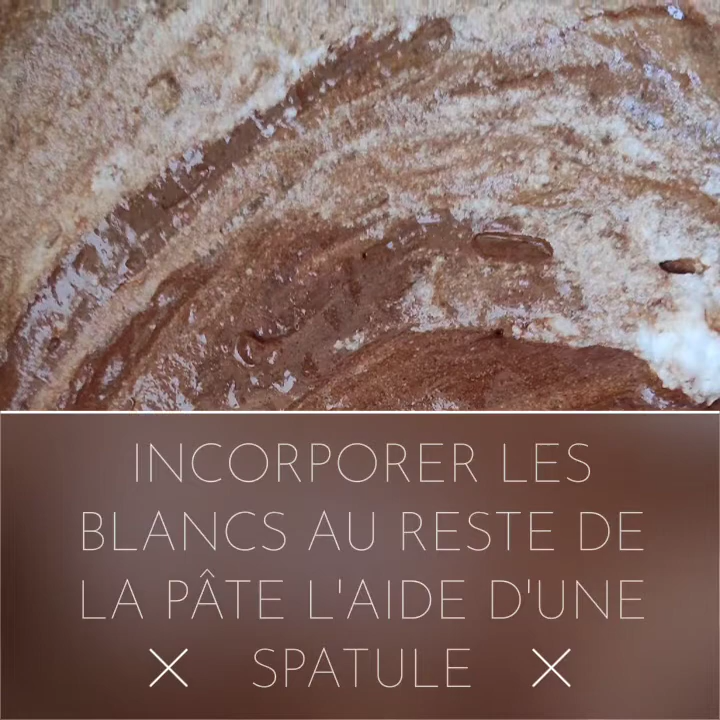 INCORPORER LES
BLANCS AU RESTE DE
LA PÂTE L'AIDE D'UNE
SPATULE